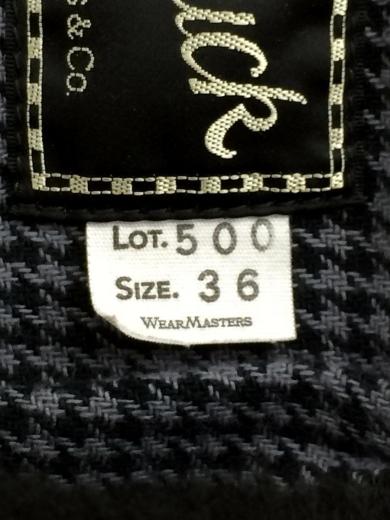 & Co.
LOT. 500
SIZE. 36
WEARMASTERS